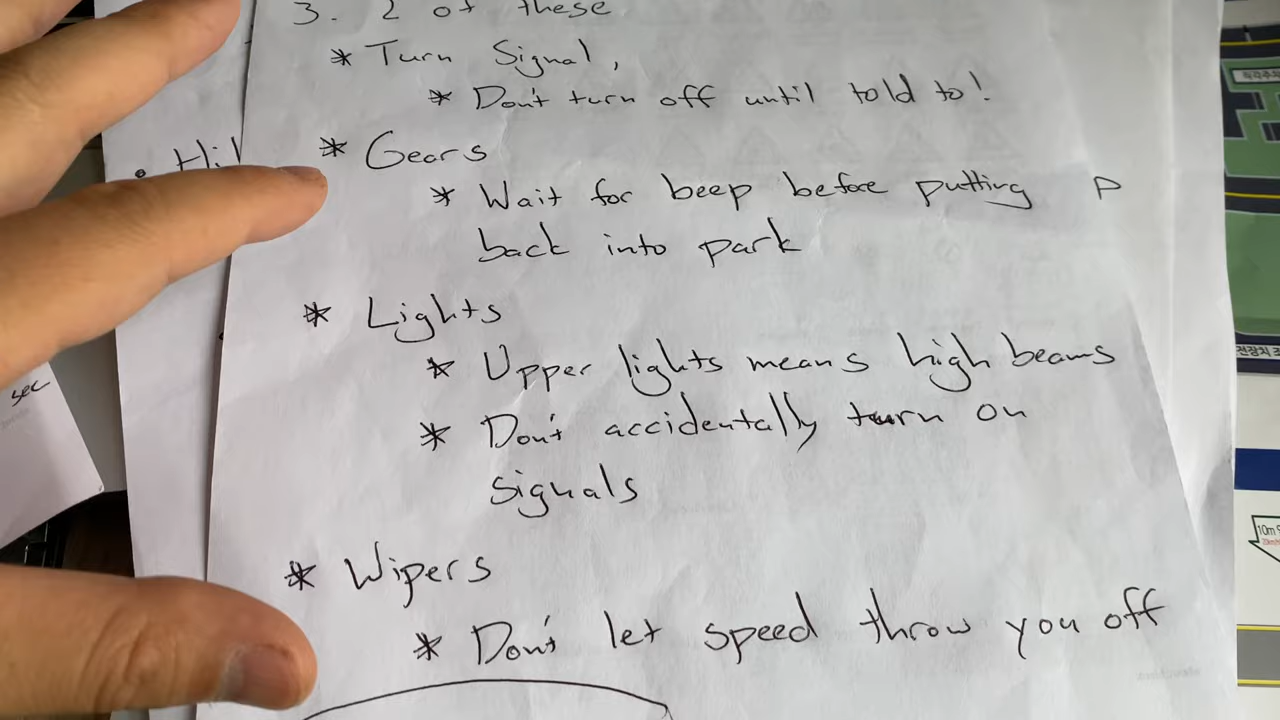 3. 2 of these
* Turn Signal,
* Don't turn off until told to!
* Gears
* Wait for beep before putting P
back into park
* Lights
* Upper lights means high beams
* Don't accidentally turn on
signals
* Wipers
* Don't let speed throw you off
sec
10m